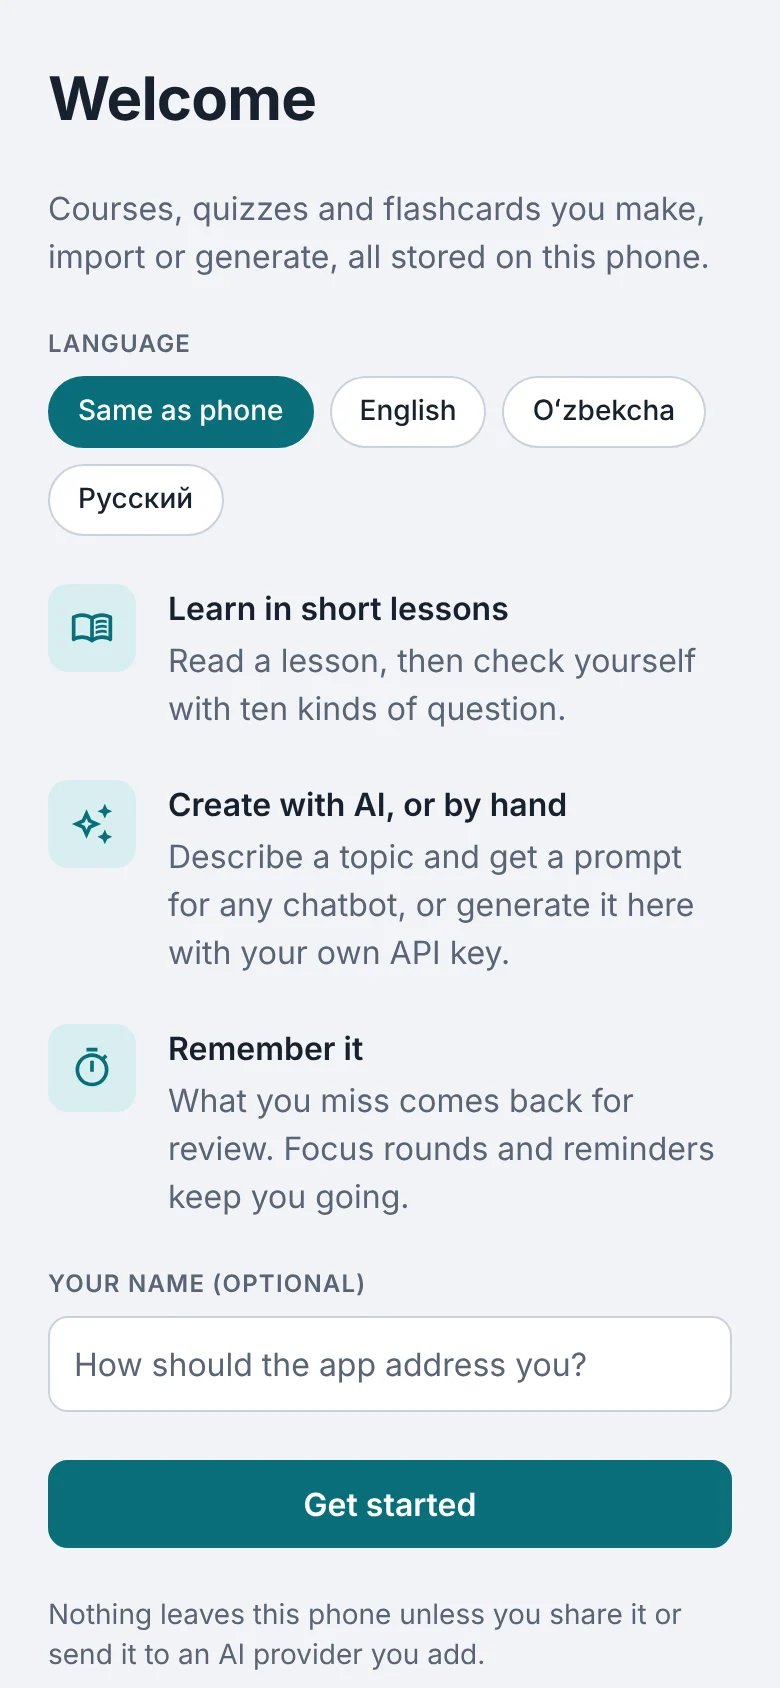 Welcome
Courses, quizzes and flashcards you make,
import or generate, all stored on this phone.
LANGUAGE
Same as phone
English
Oʻzbekcha
Русский
Learn in short lessons
Read a lesson, then check yourself
with ten kinds of question.
Create with AI, or by hand
Describe a topic and get a prompt
for any chatbot, or generate it here
with your own API key.
Remember it
What you miss comes back for
review. Focus rounds and reminders
keep you going.
YOUR NAME (OPTIONAL)
How should the app address you?
Get started
Nothing leaves this phone unless you share it or
send it to an AI provider you add.